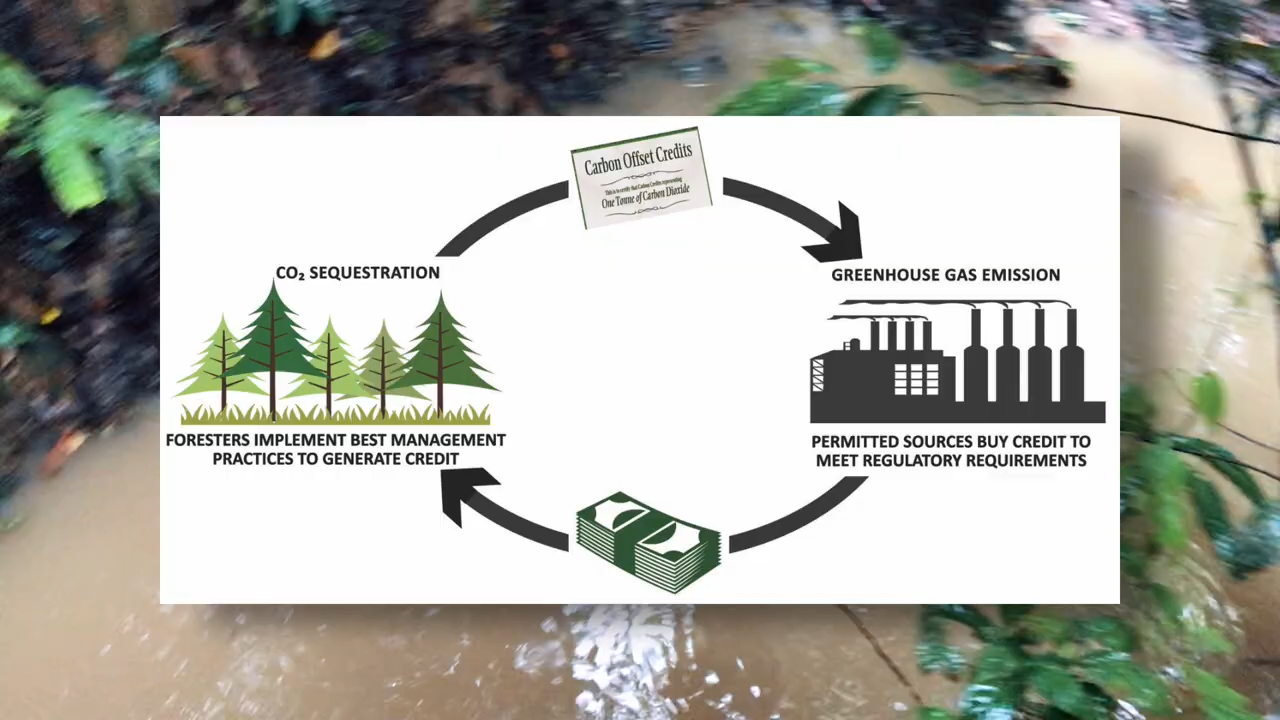 Carbon Offset Credits
This is to certify that Carbon Credits representing
One Tonne of Carbon Dioxide
CO₂ SEQUESTRATION
GREENHOUSE GAS EMISSION
FORESTERS IMPLEMENT BEST MANAGEMENT
PRACTICES TO GENERATE CREDIT
PERMITTED SOURCES BUY CREDIT TO
MEET REGULATORY REQUIREMENTS